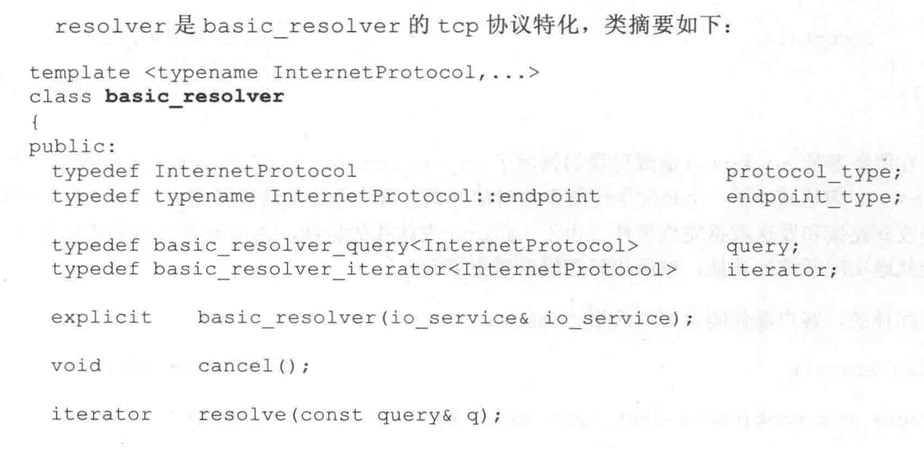 resolver 是 basic_resolver 的 tcp 协议特化，类摘要如下：
template <typename InternetProtocol,...>
class basic_resolver
{
public:
typedef InternetProtocol protocol_type;
typedef typename InternetProtocol::endpoint endpoint_type;
typedef basic_resolver_query<InternetProtocol> query;
typedef basic_resolver_iterator<InternetProtocol> iterator;
explicit basic_resolver(io_service& io_service);
void cancel();
iterator resolve(const query& q);